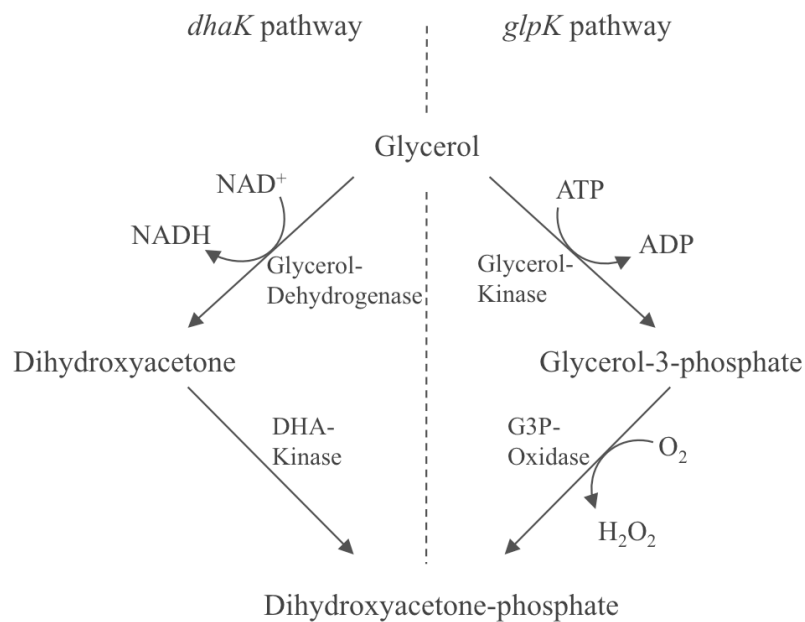 dhaK pathway
glpK pathway
Glycerol
NAD⁺
NADH
Glycerol-
Dehydrogenase
ATP
ADP
Glycerol-
Kinase
Dihydroxyacetone
Glycerol-3-phosphate
DHA-
Kinase
G3P-
Oxidase
O₂
H₂O₂
Dihydroxyacetone-phosphate